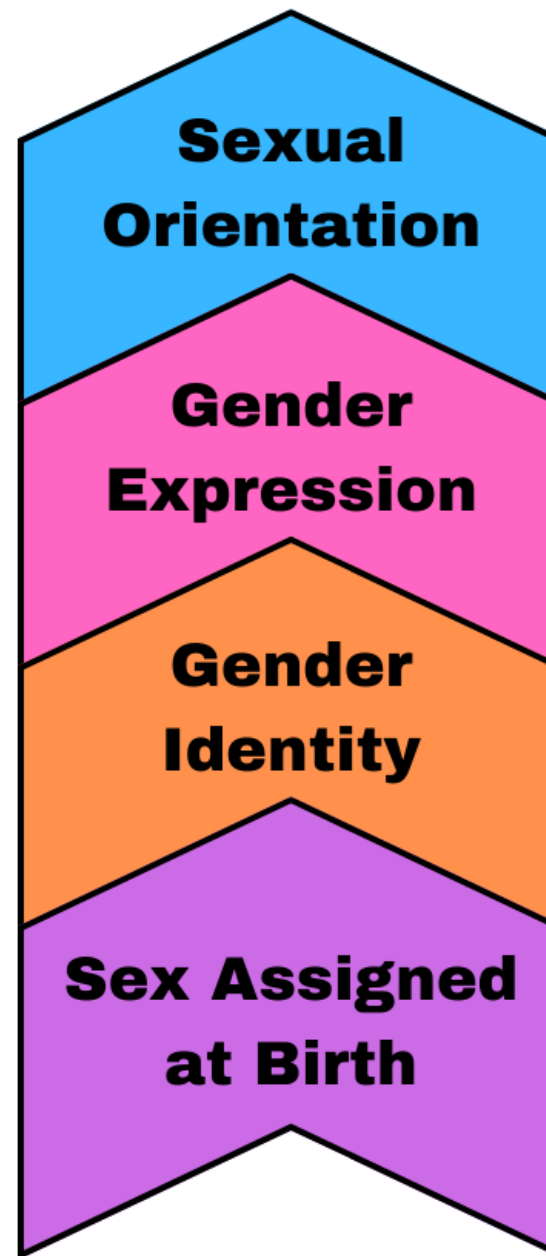 Sexual
Orientation
Gender
Expression
Gender
Identity
Sex Assigned
at Birth